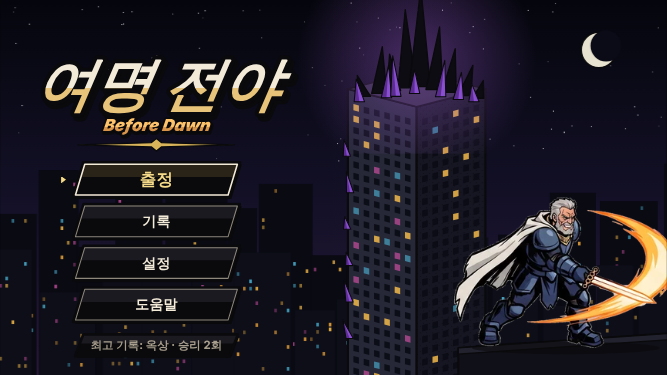 여명 전야
Before Dawn
출정
기록
설정
도움말
최고 기록: 옥상 · 승리 2회